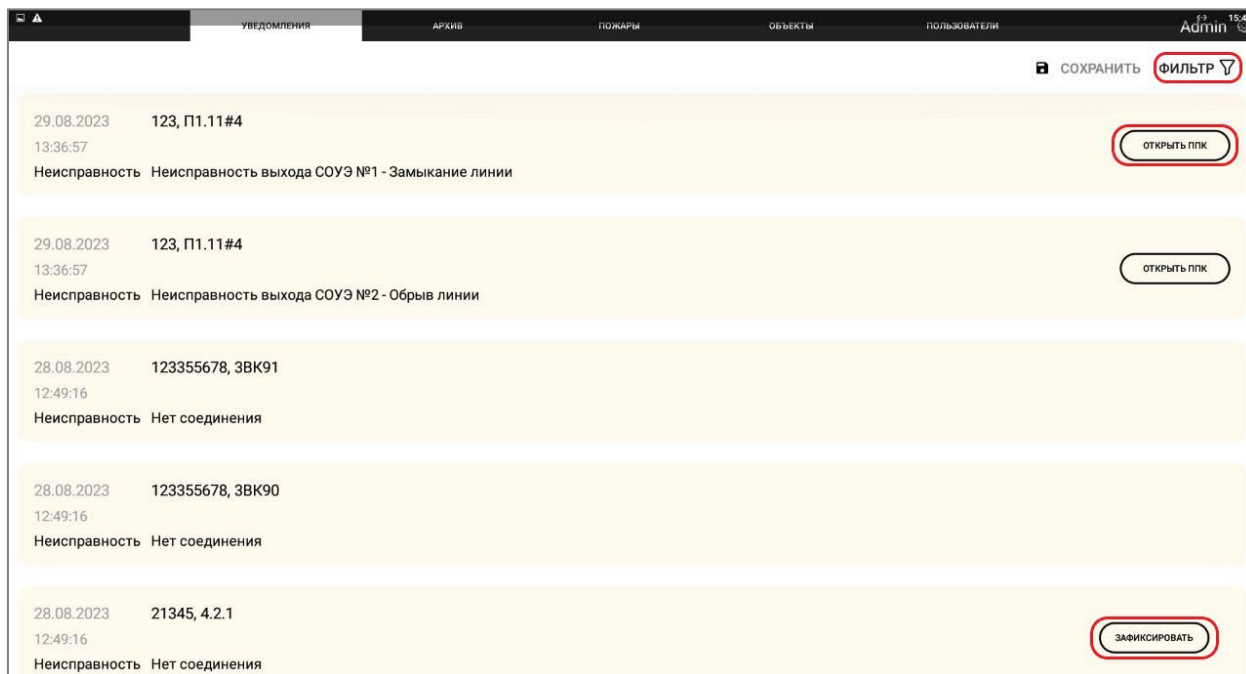 УВЕДОМЛЕНИЯ АРХИВ ПОЖАРЫ ОБЪЕКТЫ ПОЛЬЗОВАТЕЛИ Admin
СОХРАНИТЬ ФИЛЬТР
29.08.2023 123, П1.11#4
13:36:57 ОТКРЫТЬ ППК
Неисправность Неисправность выхода СОУЭ №1 - Замыкание линии
29.08.2023 123, П1.11#4
13:36:57 ОТКРЫТЬ ППК
Неисправность Неисправность выхода СОУЭ №2 - Обрыв линии
28.08.2023 123355678, ЗВК91
12:49:16
Неисправность Нет соединения
28.08.2023 123355678, ЗВК90
12:49:16
Неисправность Нет соединения
28.08.2023 21345, 4.2.1
12:49:16 ЗАФИКСИРОВАТЬ
Неисправность Нет соединения